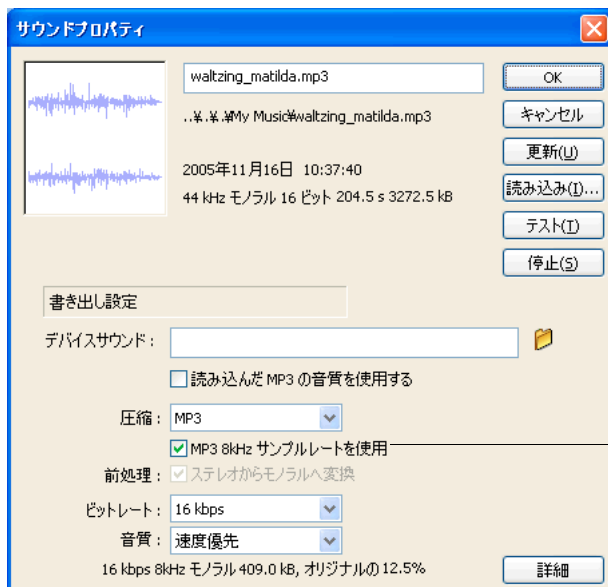 サウンドプロパティ
waltzing_matilda.mp3
OK
..¥.¥.¥My Music¥waltzing_matilda.mp3
キャンセル
更新(U)
2005年11月16日 10:37:40
読み込み(I)...
44 kHz モノラル 16 ビット 204.5 s 3272.5 kB
テスト(T)
停止(S)
書き出し設定
デバイスサウンド:
読み込んだ MP3 の音質を使用する
圧縮: MP3
MP3 8kHz サンプルレートを使用
前処理: ステレオからモノラルへ変換
ビットレート: 16 kbps
音質: 速度優先
16 kbps 8kHz モノラル 409.0 kB, オリジナルの 12.5%
詳細